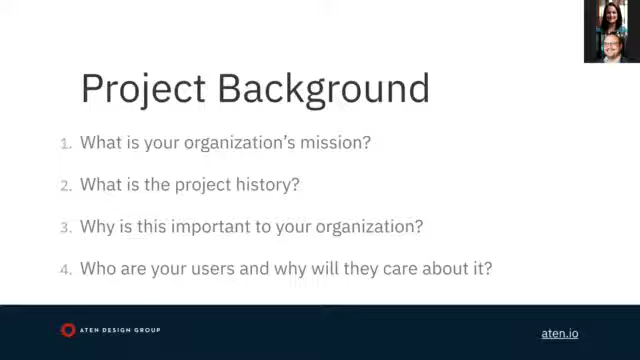 Project Background
1. What is your organization's mission?
2. What is the project history?
3. Why is this important to your organization?
4. Who are your users and why will they care about it?
ATEN DESIGN GROUP
aten.io